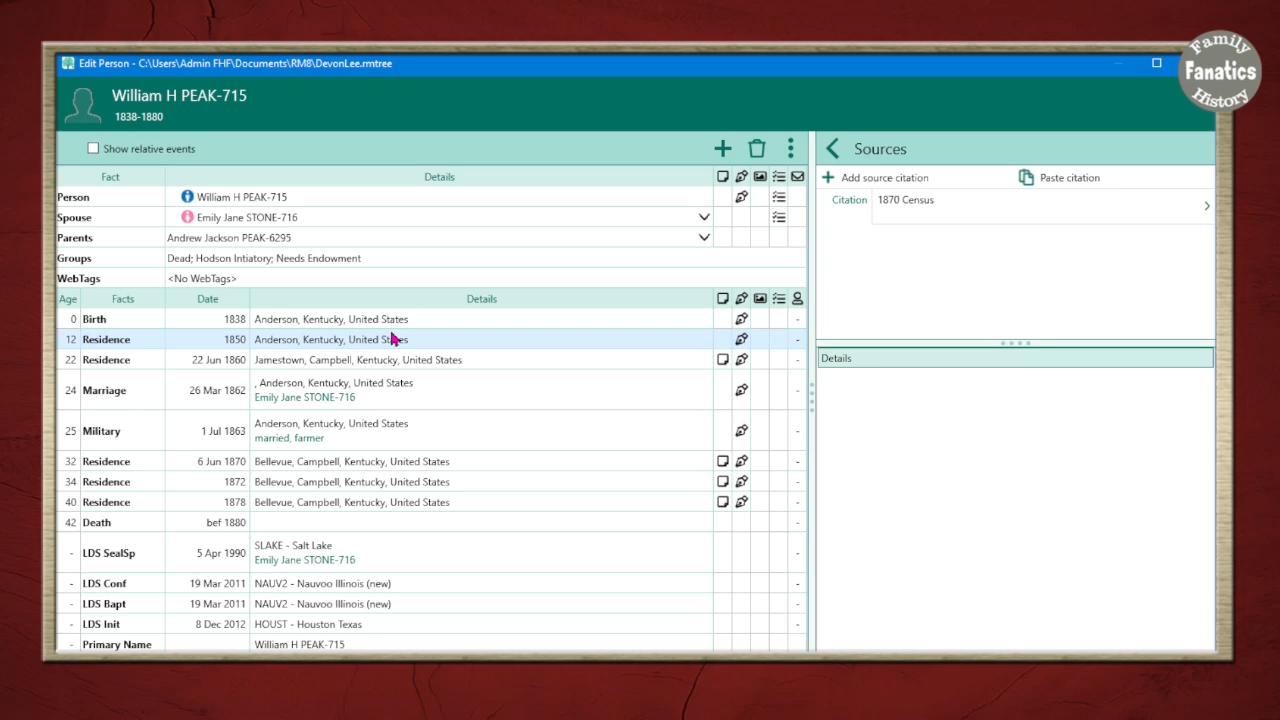 Family
Fanatics
History
Edit Person - C:\Users\Admin FHF\Documents\RM8\DevonLee.rmtree
William H PEAK-715
1838-1880
Show relative events
Sources
Fact Details
Add source citation Paste citation
Person William H PEAK-715
Citation 1870 Census
Spouse Emily Jane STONE-716
Parents Andrew Jackson PEAK-6295
Groups Dead; Hodson Intiatory; Needs Endowment
WebTags <No WebTags>
Age Facts Date Details
0 Birth 1838 Anderson, Kentucky, United States -
12 Residence 1850 Anderson, Kentucky, United States -
22 Residence 22 Jun 1860 Jamestown, Campbell, Kentucky, United States -
Details
24 Marriage 26 Mar 1862 , Anderson, Kentucky, United States -
Emily Jane STONE-716
25 Military 1 Jul 1863 Anderson, Kentucky, United States -
married, farmer
32 Residence 6 Jun 1870 Bellevue, Campbell, Kentucky, United States -
34 Residence 1872 Bellevue, Campbell, Kentucky, United States -
40 Residence 1878 Bellevue, Campbell, Kentucky, United States -
42 Death bef 1880 -
- LDS SealSp 5 Apr 1990 SLAKE - Salt Lake -
Emily Jane STONE-716
- LDS Conf 19 Mar 2011 NAUV2 - Nauvoo Illinois (new) -
- LDS Bapt 19 Mar 2011 NAUV2 - Nauvoo Illinois (new) -
- LDS Init 8 Dec 2012 HOUST - Houston Texas -
- Primary Name William H PEAK-715 -